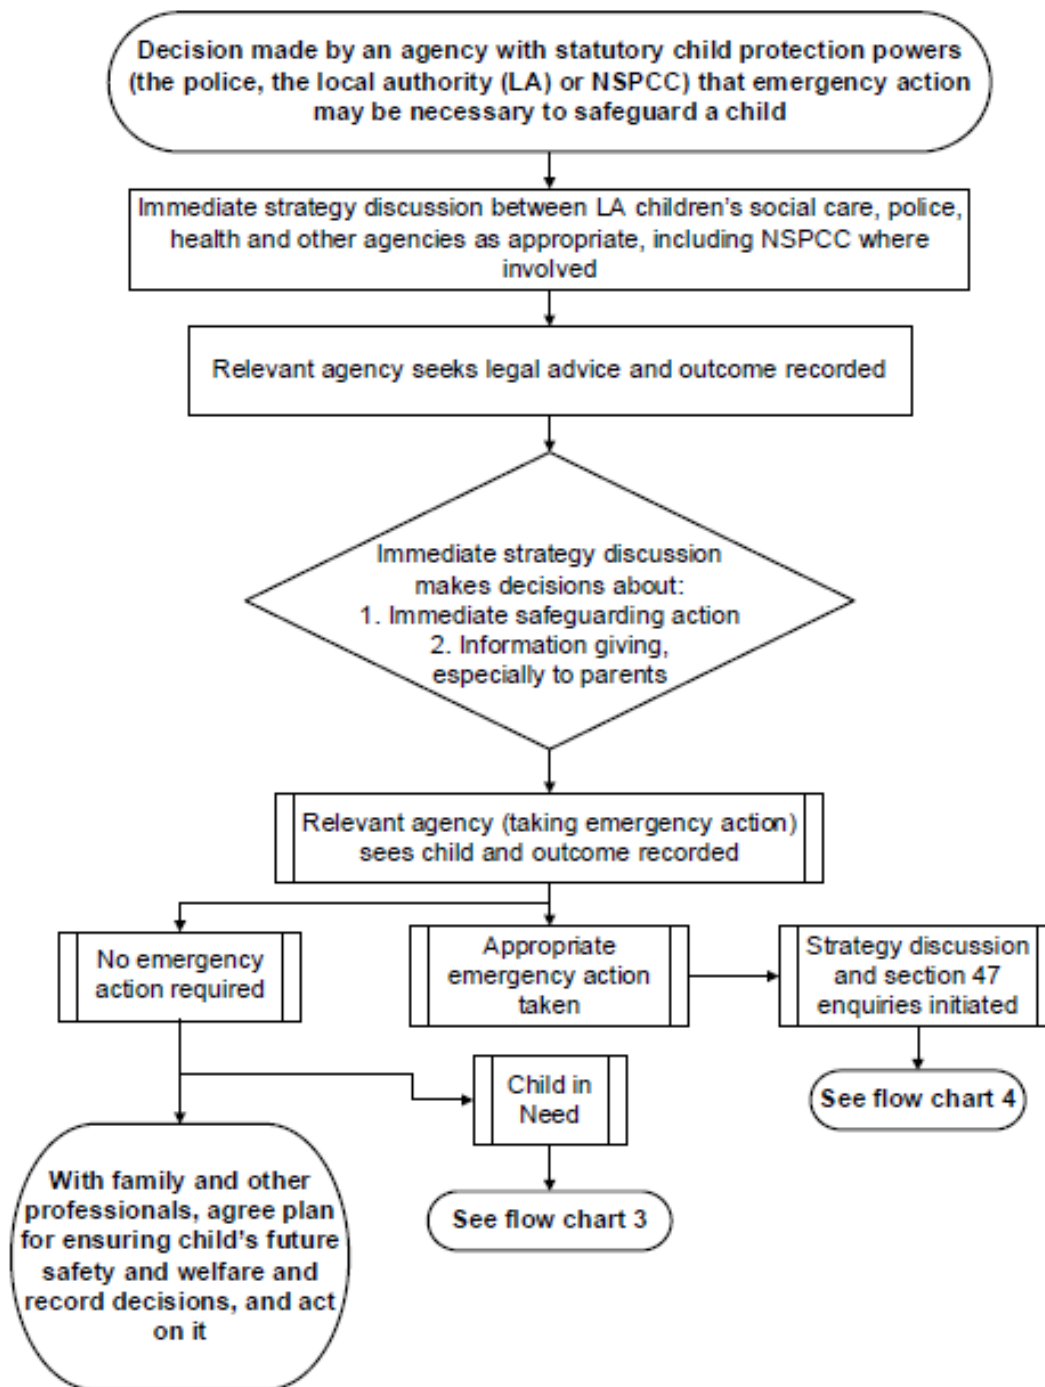 Decision made by an agency with statutory child protection powers
(the police, the local authority (LA) or NSPCC) that emergency action
may be necessary to safeguard a child
Immediate strategy discussion between LA children's social care, police,
health and other agencies as appropriate, including NSPCC where
involved
Relevant agency seeks legal advice and outcome recorded
Immediate strategy discussion
makes decisions about:
1. Immediate safeguarding action
2. Information giving,
especially to parents
Relevant agency (taking emergency action)
sees child and outcome recorded
No emergency
action required
Appropriate
emergency action
taken
Strategy discussion
and section 47
enquiries initiated
Child in
Need
See flow chart 4
With family and other
professionals, agree plan
for ensuring child's future
safety and welfare and
record decisions, and act
on it
See flow chart 3